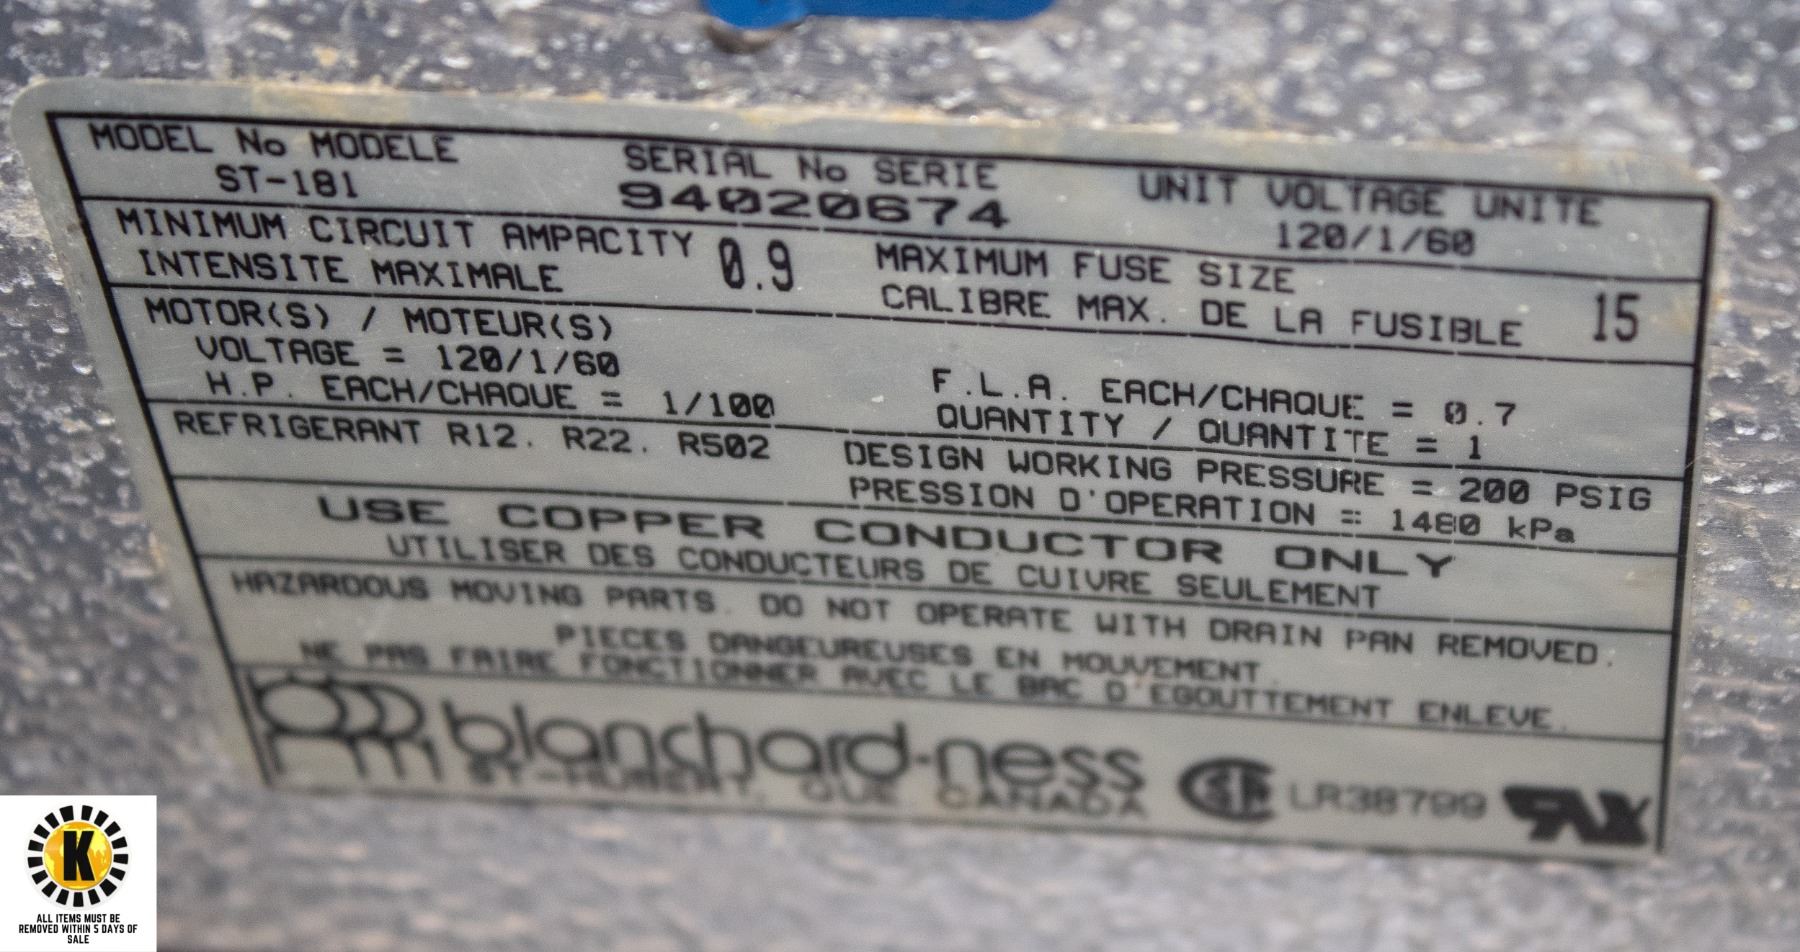 MODEL No MODELE
ST-181
SERIAL No SERIE
94020674
UNIT VOLTAGE UNITE
120/1/60
MINIMUM CIRCUIT AMPACITY
INTENSITE MAXIMALE
0.9
MAXIMUM FUSE SIZE
CALIBRE MAX. DE LA FUSIBLE
15
MOTOR(S) / MOTEUR(S)
VOLTAGE = 120/1/60
H.P. EACH/CHAQUE = 1/100
F.L.A. EACH/CHAQUE = 0.7
QUANTITY / QUANTITE = 1
REFRIGERANT R12. R22. R502
DESIGN WORKING PRESSURE = 200 PSIG
PRESSION D'OPERATION = 1480 kPa
USE COPPER CONDUCTOR ONLY
UTILISER DES CONDUCTEURS DE CUIVRE SEULEMENT
HAZARDOUS MOVING PARTS. DO NOT OPERATE WITH DRAIN PAN REMOVED.
PIECES DANGEUREUSES EN MOUVEMENT.
NE PAS FAIRE FONCTIONNER AVEC LE BAC D'EGOUTTEMENT ENLEVE.
blanchard-ness
ST-HUBERT, QUE. CANADA
LR38799
K
ALL ITEMS MUST BE
REMOVED WITHIN 5 DAYS OF
SALE